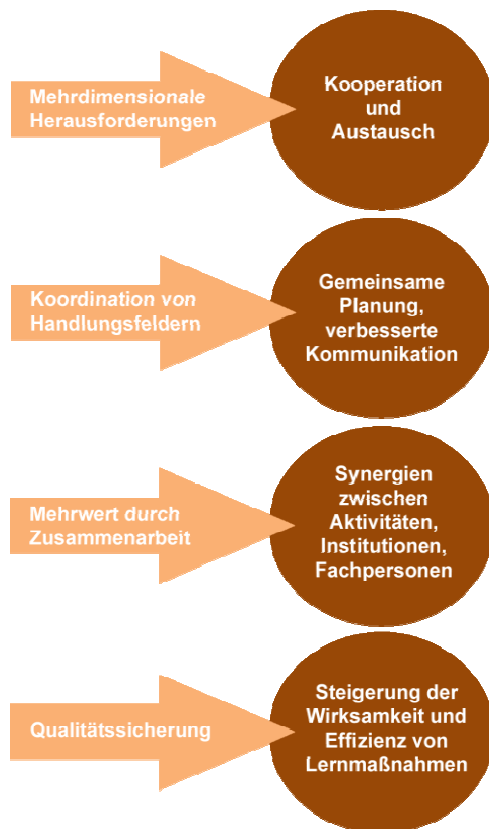 Mehrdimensionale
Herausforderungen
Kooperation
und
Austausch
Koordination von
Handlungsfeldern
Gemeinsame
Planung,
verbesserte
Kommunikation
Mehrwert durch
Zusammenarbeit
Synergien
zwischen
Aktivitäten,
Institutionen,
Fachpersonen
Qualitätssicherung
Steigerung der
Wirksamkeit und
Effizienz von
Lernmaßnahmen